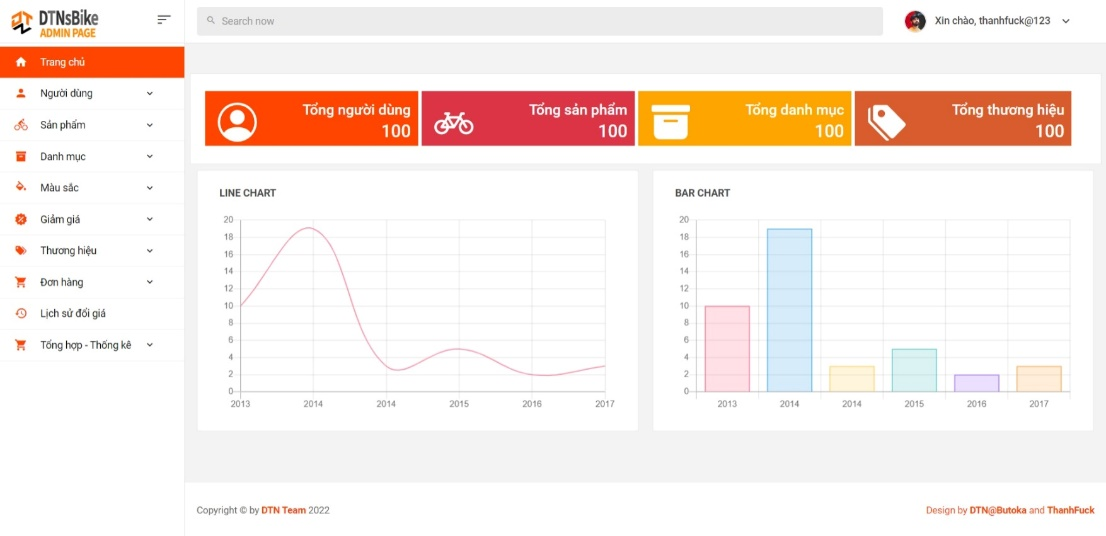 DTNsBike
ADMIN PAGE
Search now
Xin chào, thanhfuck@123
Trang chủ
Người dùng
Sản phẩm
Danh mục
Màu sắc
Giảm giá
Thương hiệu
Đơn hàng
Lịch sử đổi giá
Tổng hợp - Thống kê
Tổng người dùng
100
Tổng sản phẩm
100
Tổng danh mục
100
Tổng thương hiệu
100
LINE CHART
20
18
16
14
12
10
8
6
4
2
0
2013 2014 2014 2015 2016 2017
BAR CHART
20
18
16
14
12
10
8
6
4
2
0
2013 2014 2014 2015 2016 2017
Copyright © by DTN Team 2022
Design by DTN@Butoka and ThanhFuck